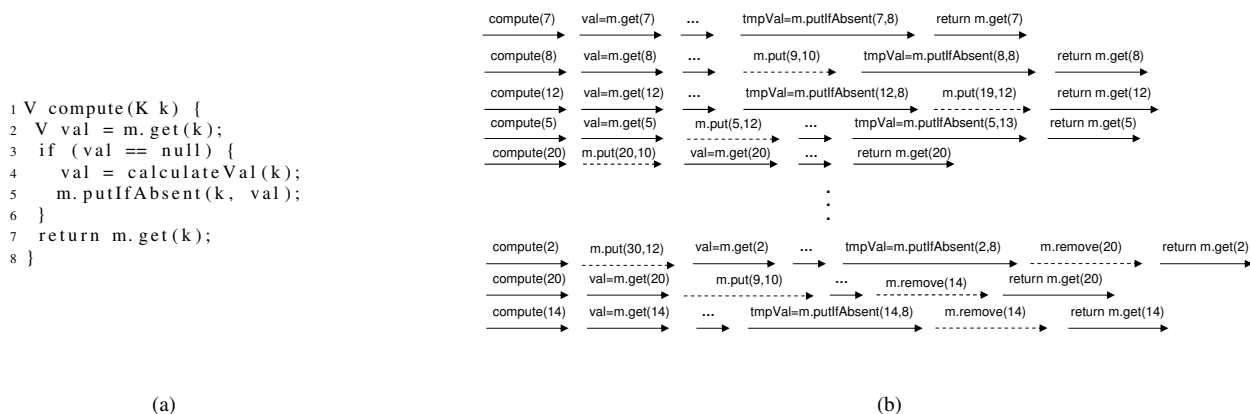 1 V compute(K k) {
2 V val = m.get(k);
3 if (val == null) {
4 val = calculateVal(k);
5 m.putIfAbsent(k, val);
6 }
7 return m.get(k);
8 }
(a)
compute(7) val=m.get(7) ... tmpVal=m.putIfAbsent(7,8) return m.get(7)
compute(8) val=m.get(8) ... m.put(9,10) tmpVal=m.putIfAbsent(8,8) return m.get(8)
compute(12) val=m.get(12) ... tmpVal=m.putIfAbsent(12,8) m.put(19,12) return m.get(12)
compute(5) val=m.get(5) m.put(5,12) ... tmpVal=m.putIfAbsent(5,13) return m.get(5)
compute(20) m.put(20,10) val=m.get(20) ... return m.get(20)
.
.
.
compute(2) m.put(30,12) val=m.get(2) ... tmpVal=m.putIfAbsent(2,8) m.remove(20) return m.get(2)
compute(20) val=m.get(20) m.put(9,10) ... m.remove(14) return m.get(20)
compute(14) val=m.get(14) ... tmpVal=m.putIfAbsent(14,8) m.remove(14) return m.get(14)
(b)